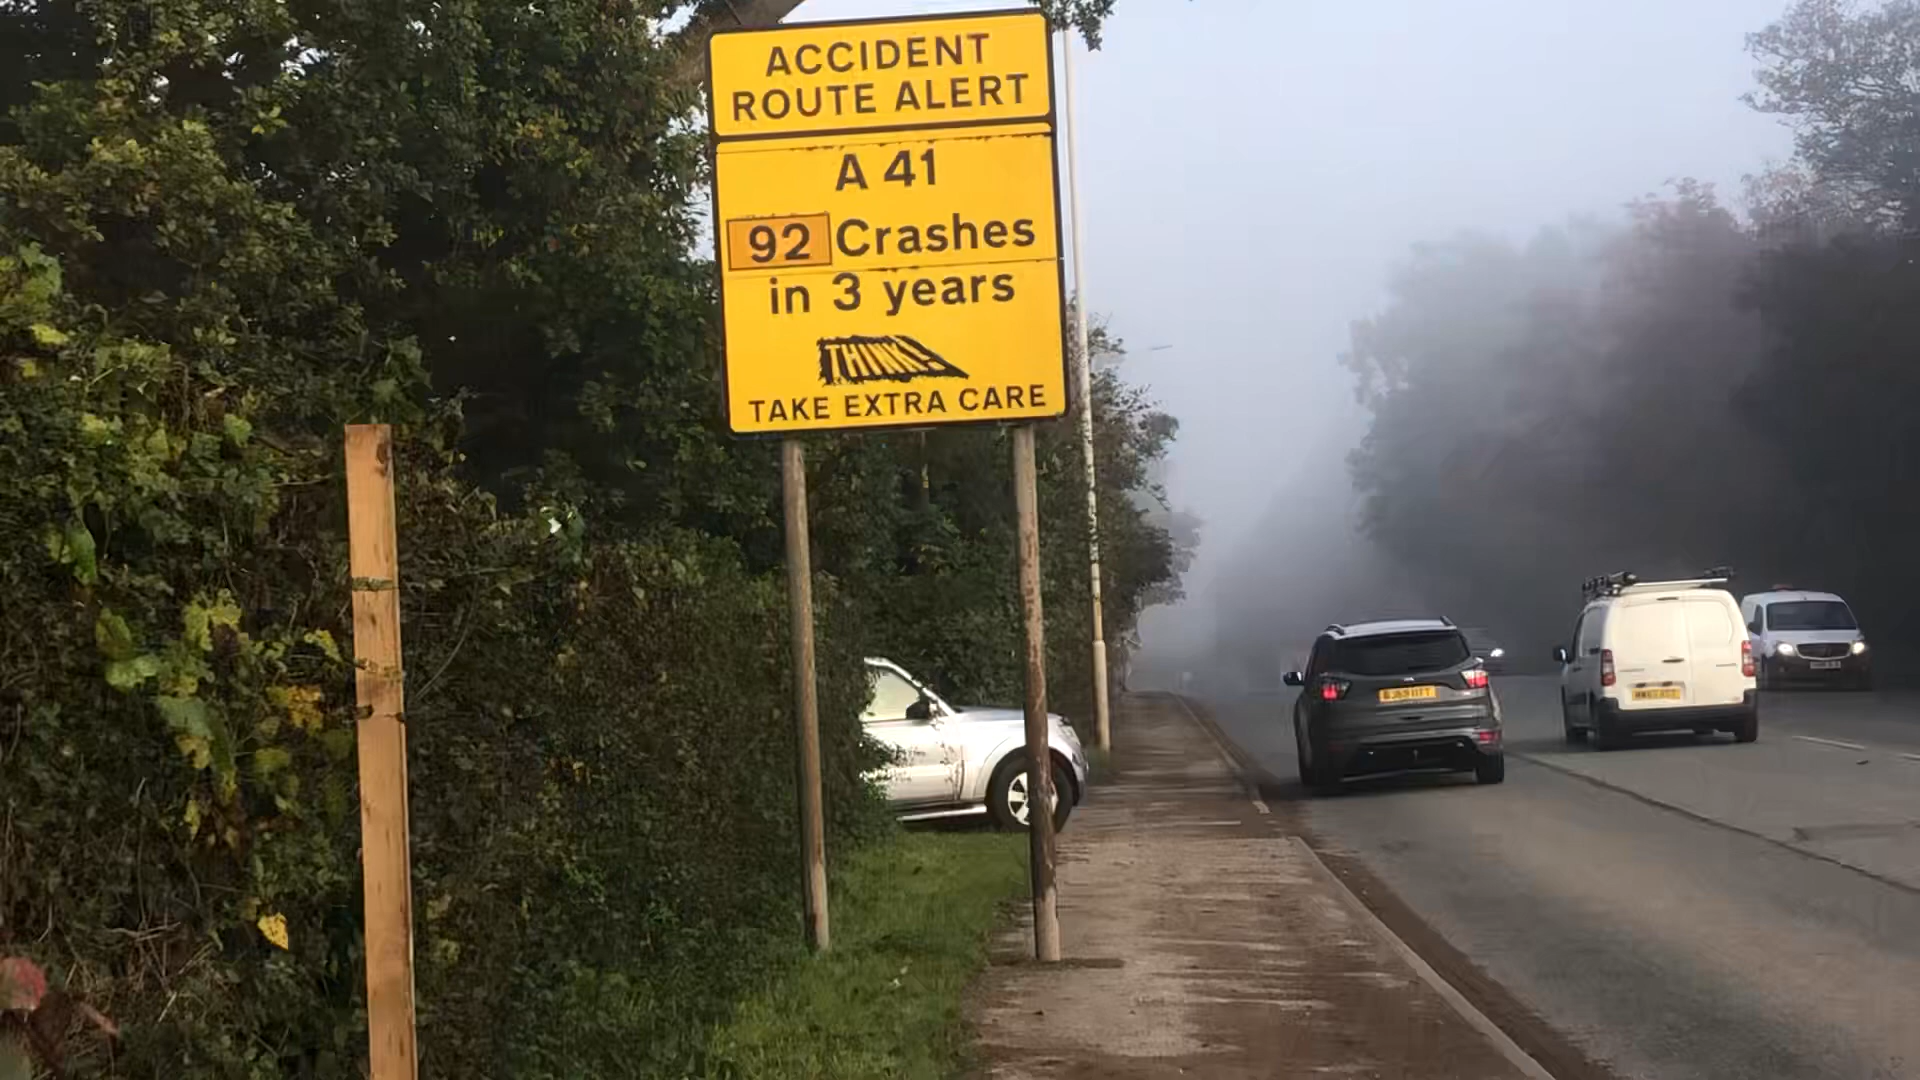 ACCIDENT
ROUTE ALERT
A 41
92 Crashes
in 3 years
THINK!
TAKE EXTRA CARE